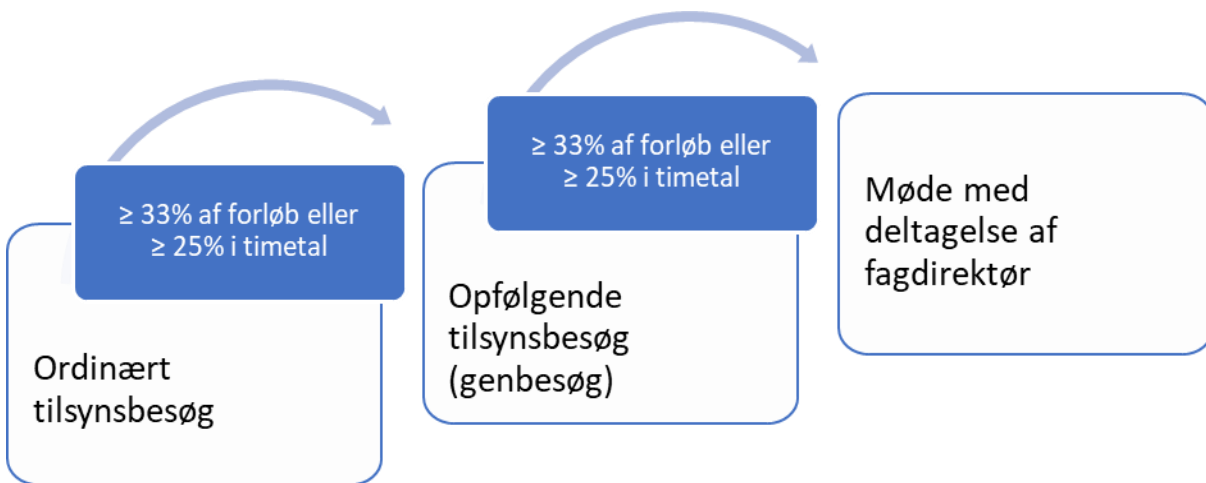 ≥ 33% af forløb eller
≥ 25% i timetal
Ordinært
tilsynsbesøg
≥ 33% af forløb eller
≥ 25% i timetal
Opfølgende
tilsynsbesøg
(genbesøg)
Møde med
deltagelse af
fagdirektør